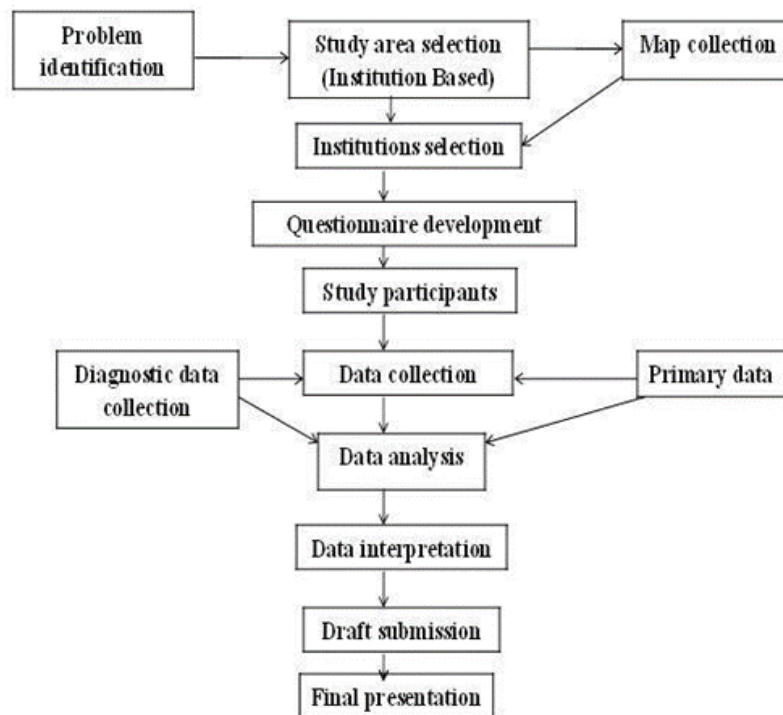 Problem
identification
Study area selection
(Institution Based)
Map collection
Institutions selection
Questionnaire development
Study participants
Diagnostic data
collection
Data collection
Primary data
Data analysis
Data interpretation
Draft submission
Final presentation